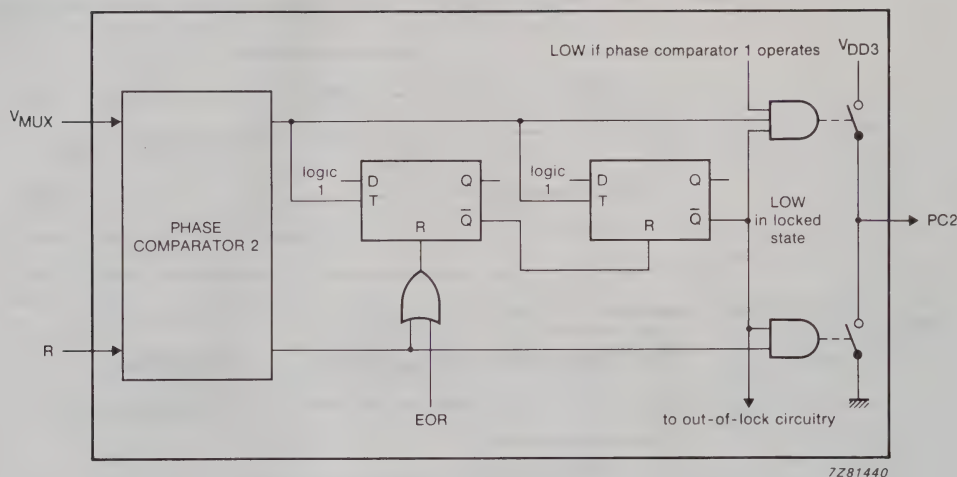 LOW if phase comparator 1 operates
VDD3
VMUX
logic
1
D
Q
T
Q̅
R
logic
1
D
Q
T
Q̅
R
LOW
in locked
state
PC2
PHASE
COMPARATOR 2
R
EOR
to out-of-lock circuitry
7Z81440